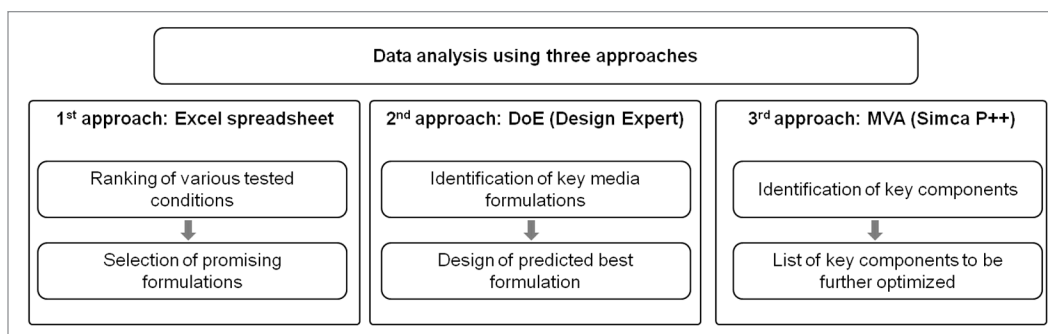 Data analysis using three approaches
1st approach: Excel spreadsheet
Ranking of various tested
conditions
Selection of promising
formulations
2nd approach: DoE (Design Expert)
Identification of key media
formulations
Design of predicted best
formulation
3rd approach: MVA (Simca P++)
Identification of key components
List of key components to be
further optimized